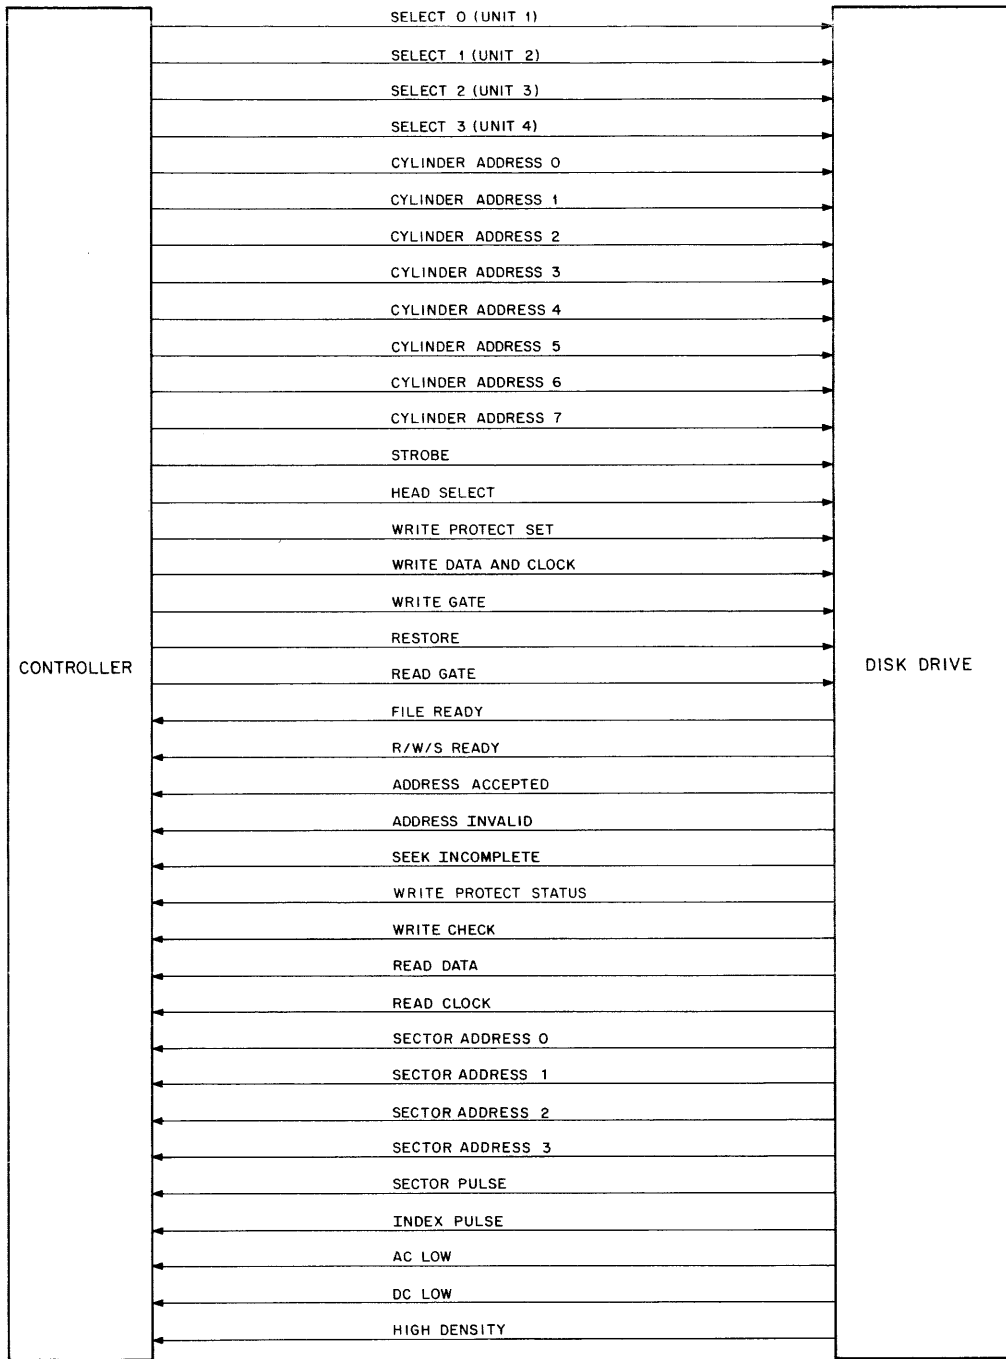 SELECT 0 (UNIT 1)
SELECT 1 (UNIT 2)
SELECT 2 (UNIT 3)
SELECT 3 (UNIT 4)
CYLINDER ADDRESS 0
CYLINDER ADDRESS 1
CYLINDER ADDRESS 2
CYLINDER ADDRESS 3
CYLINDER ADDRESS 4
CYLINDER ADDRESS 5
CYLINDER ADDRESS 6
CYLINDER ADDRESS 7
STROBE
HEAD SELECT
WRITE PROTECT SET
WRITE DATA AND CLOCK
WRITE GATE
RESTORE
CONTROLLER
DISK DRIVE
READ GATE
FILE READY
R/W/S READY
ADDRESS ACCEPTED
ADDRESS INVALID
SEEK INCOMPLETE
WRITE PROTECT STATUS
WRITE CHECK
READ DATA
READ CLOCK
SECTOR ADDRESS 0
SECTOR ADDRESS 1
SECTOR ADDRESS 2
SECTOR ADDRESS 3
SECTOR PULSE
INDEX PULSE
AC LOW
DC LOW
HIGH DENSITY